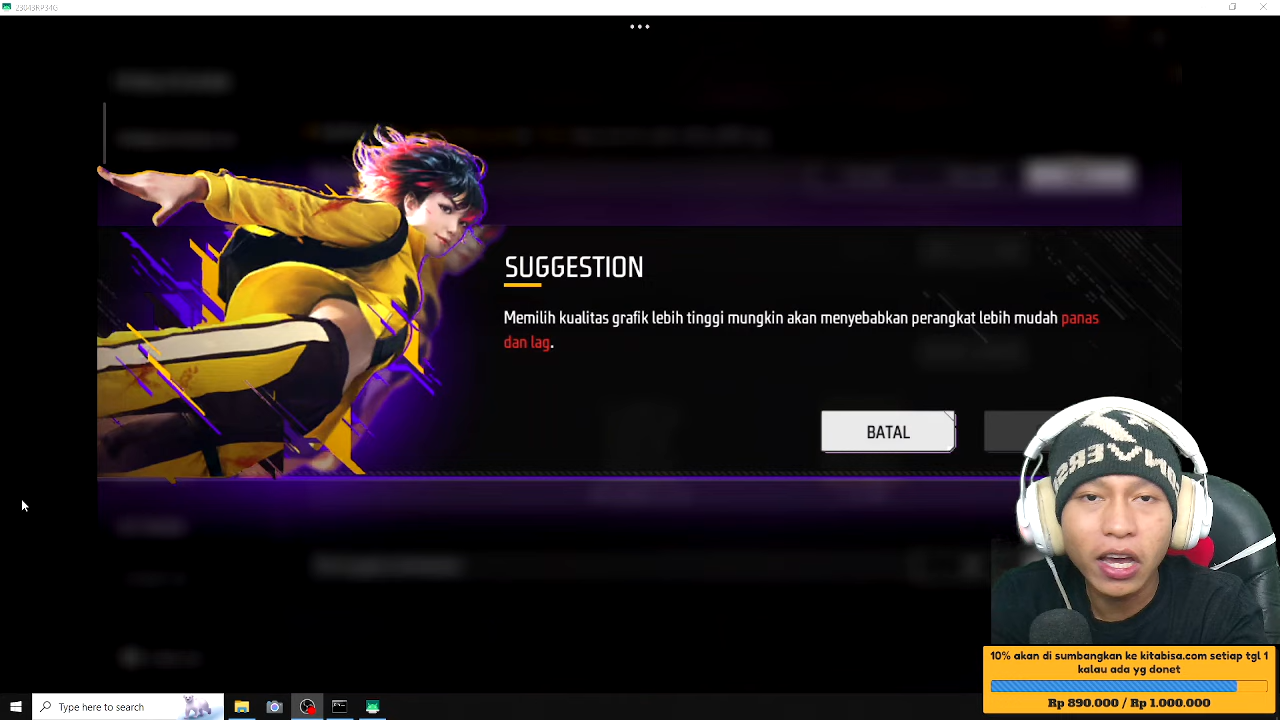 23043RP34G
SUGGESTION
Memilih kualitas grafik lebih tinggi mungkin akan menyebabkan perangkat lebih mudah panas
dan lag.
BATAL
10% akan di sumbangkan ke kitabisa.com setiap tgl 1
kalau ada yg donet
Rp 890.000 / Rp 1.000.000
Type here to search